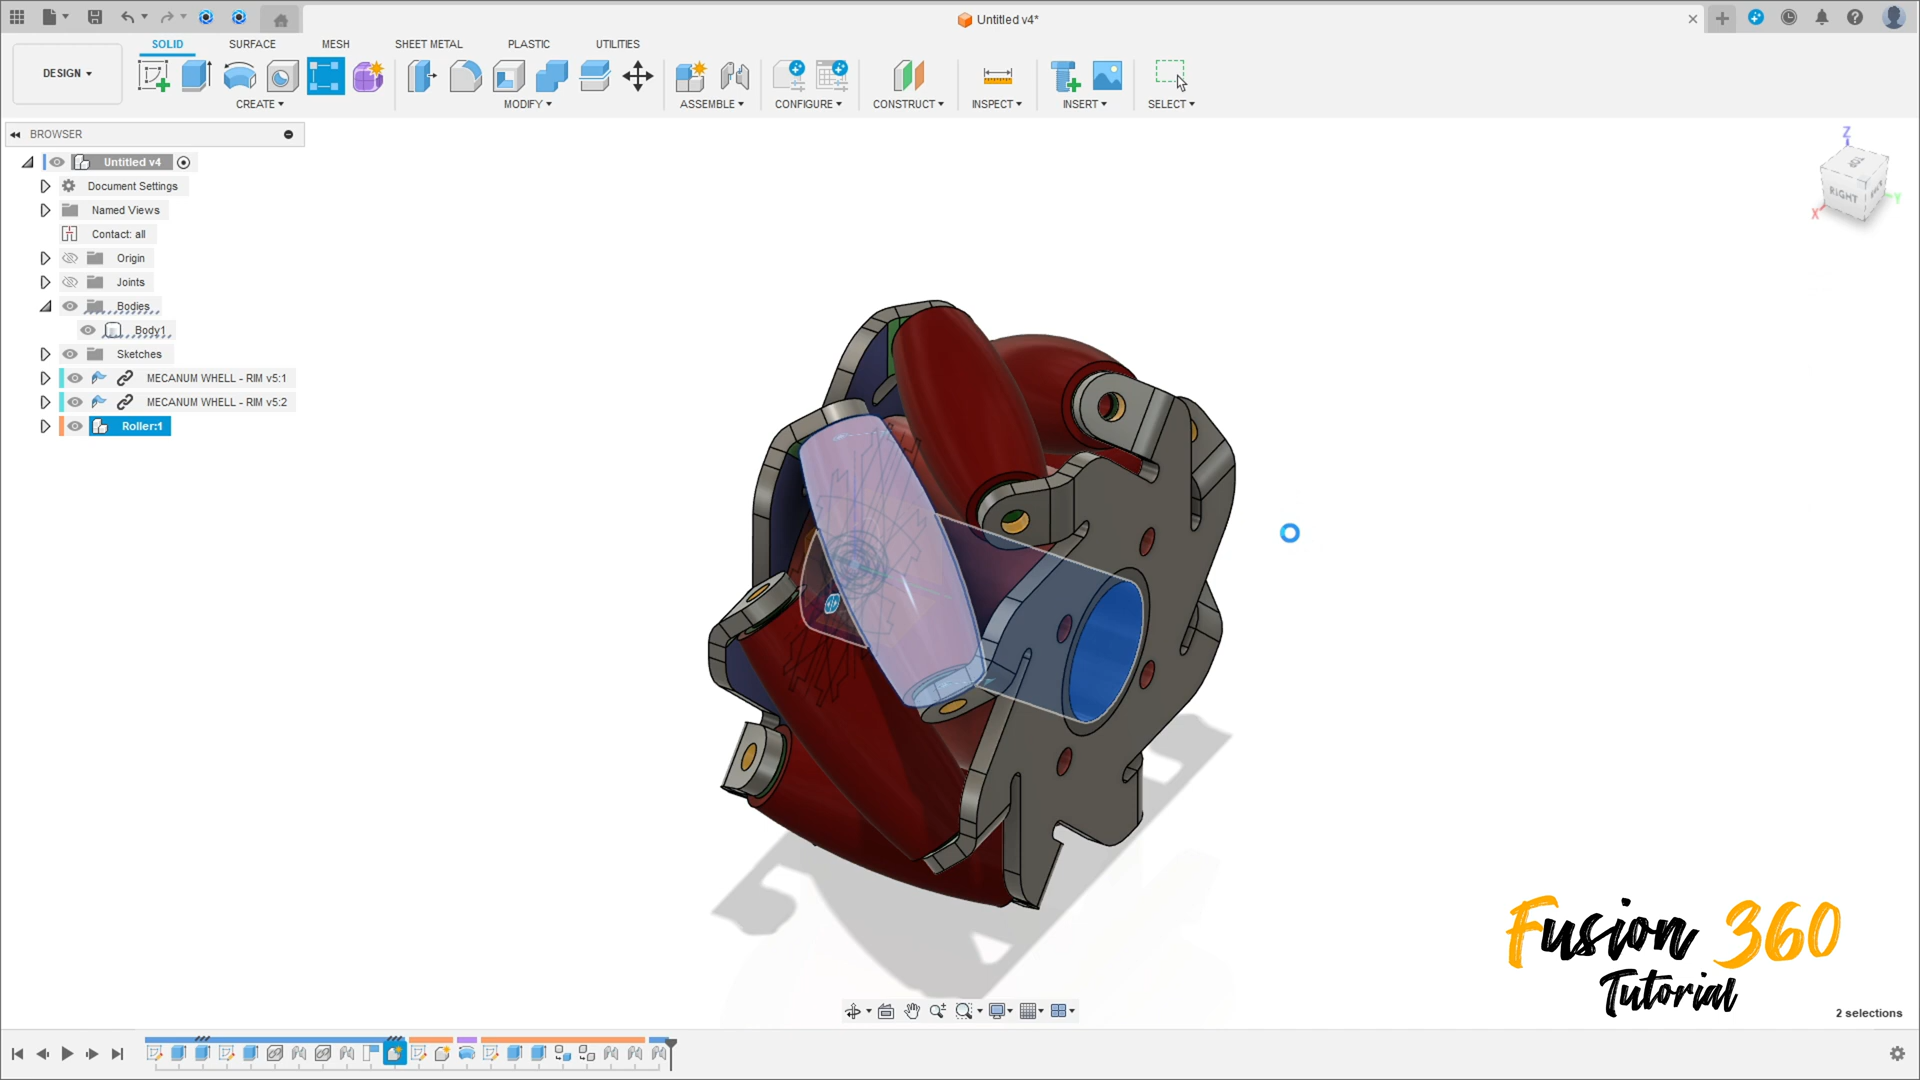 Untitled v4*
DESIGN
SOLID
SURFACE
MESH
SHEET METAL
PLASTIC
UTILITIES
CREATE
MODIFY
ASSEMBLE
CONFIGURE
CONSTRUCT
INSPECT
INSERT
SELECT
BROWSER
Untitled v4
Document Settings
Named Views
Contact: all
Origin
Joints
Bodies
Body1
Sketches
MECANUM WHELL - RIM v5:1
MECANUM WHELL - RIM v5:2
Roller:1
Z
RIGHT
X
Y
Fusion 360
Tutorial
2 selections